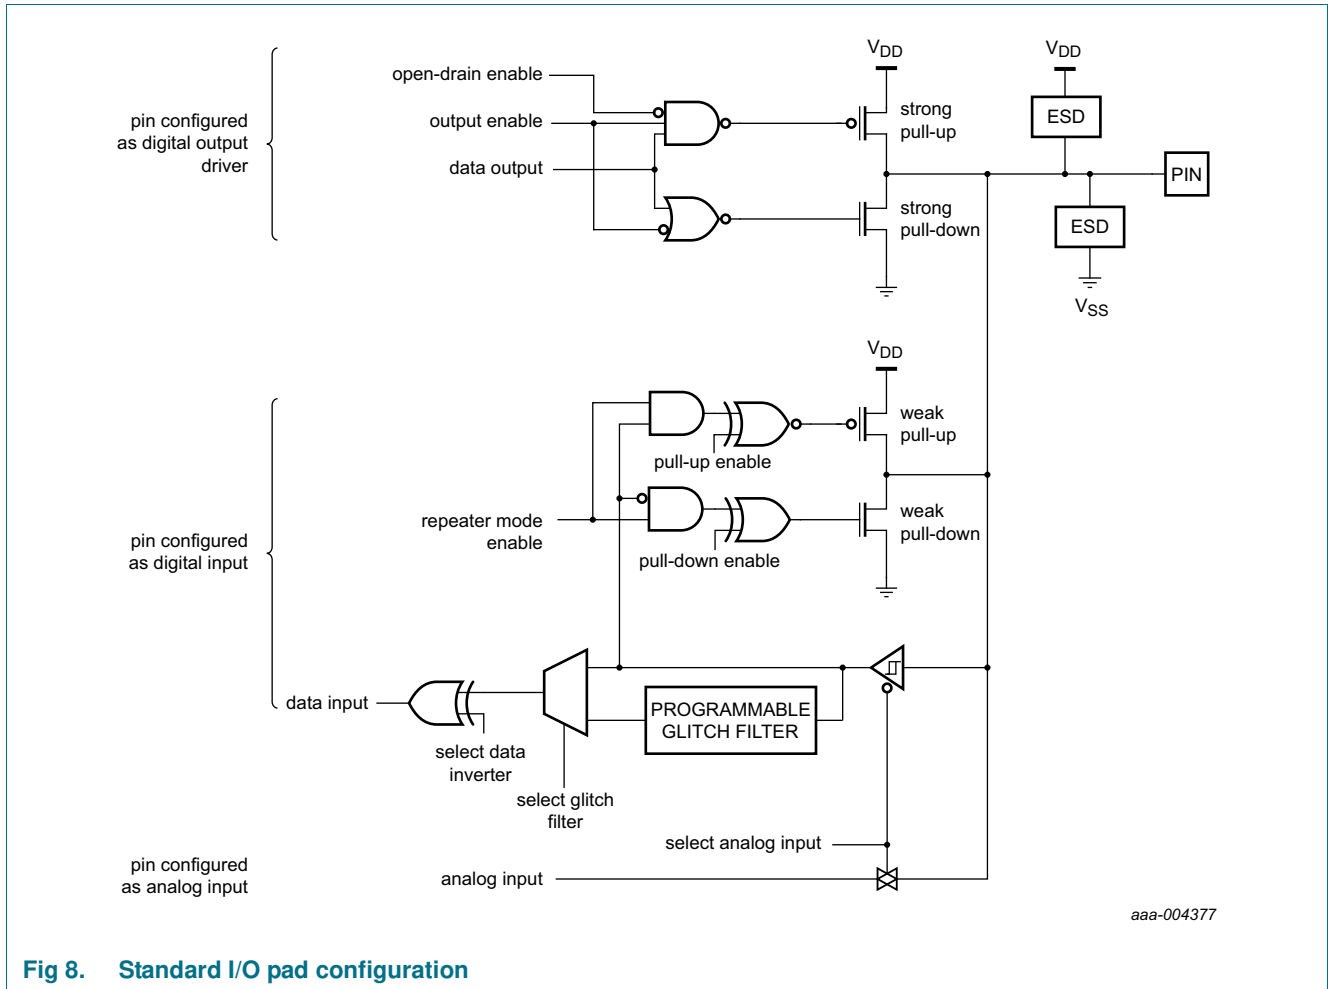 pin configured
as digital output
driver
open-drain enable
output enable
data output
VDD
strong
pull-up
strong
pull-down
VDD
ESD
PIN
ESD
VSS
pin configured
as digital input
VDD
weak
pull-up
pull-up enable
repeater mode
enable
weak
pull-down
pull-down enable
data input
select data
inverter
select glitch
filter
PROGRAMMABLE
GLITCH FILTER
select analog input
pin configured
as analog input
analog input
aaa-004377
Fig 8. Standard I/O pad configuration